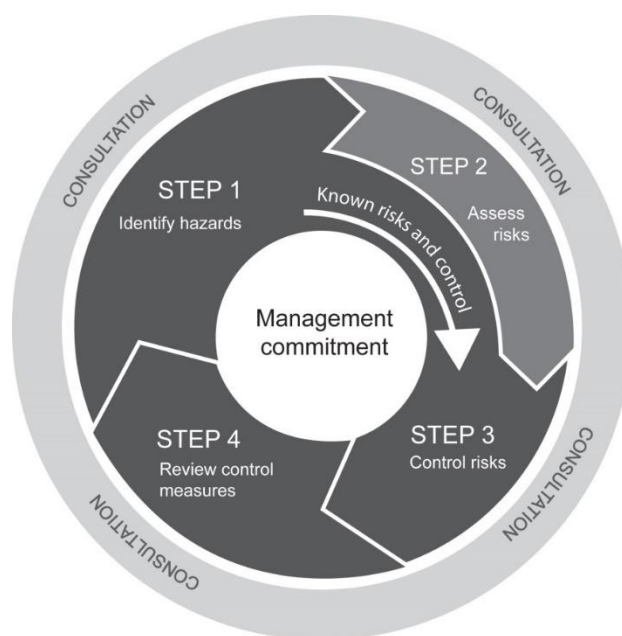 CONSULTATION
CONSULTATION
STEP 1
Identify hazards
STEP 2
Assess
risks
Known risks and control
Management
commitment
STEP 4
Review control
measures
STEP 3
Control risks
CONSULTATION
CONSULTATION